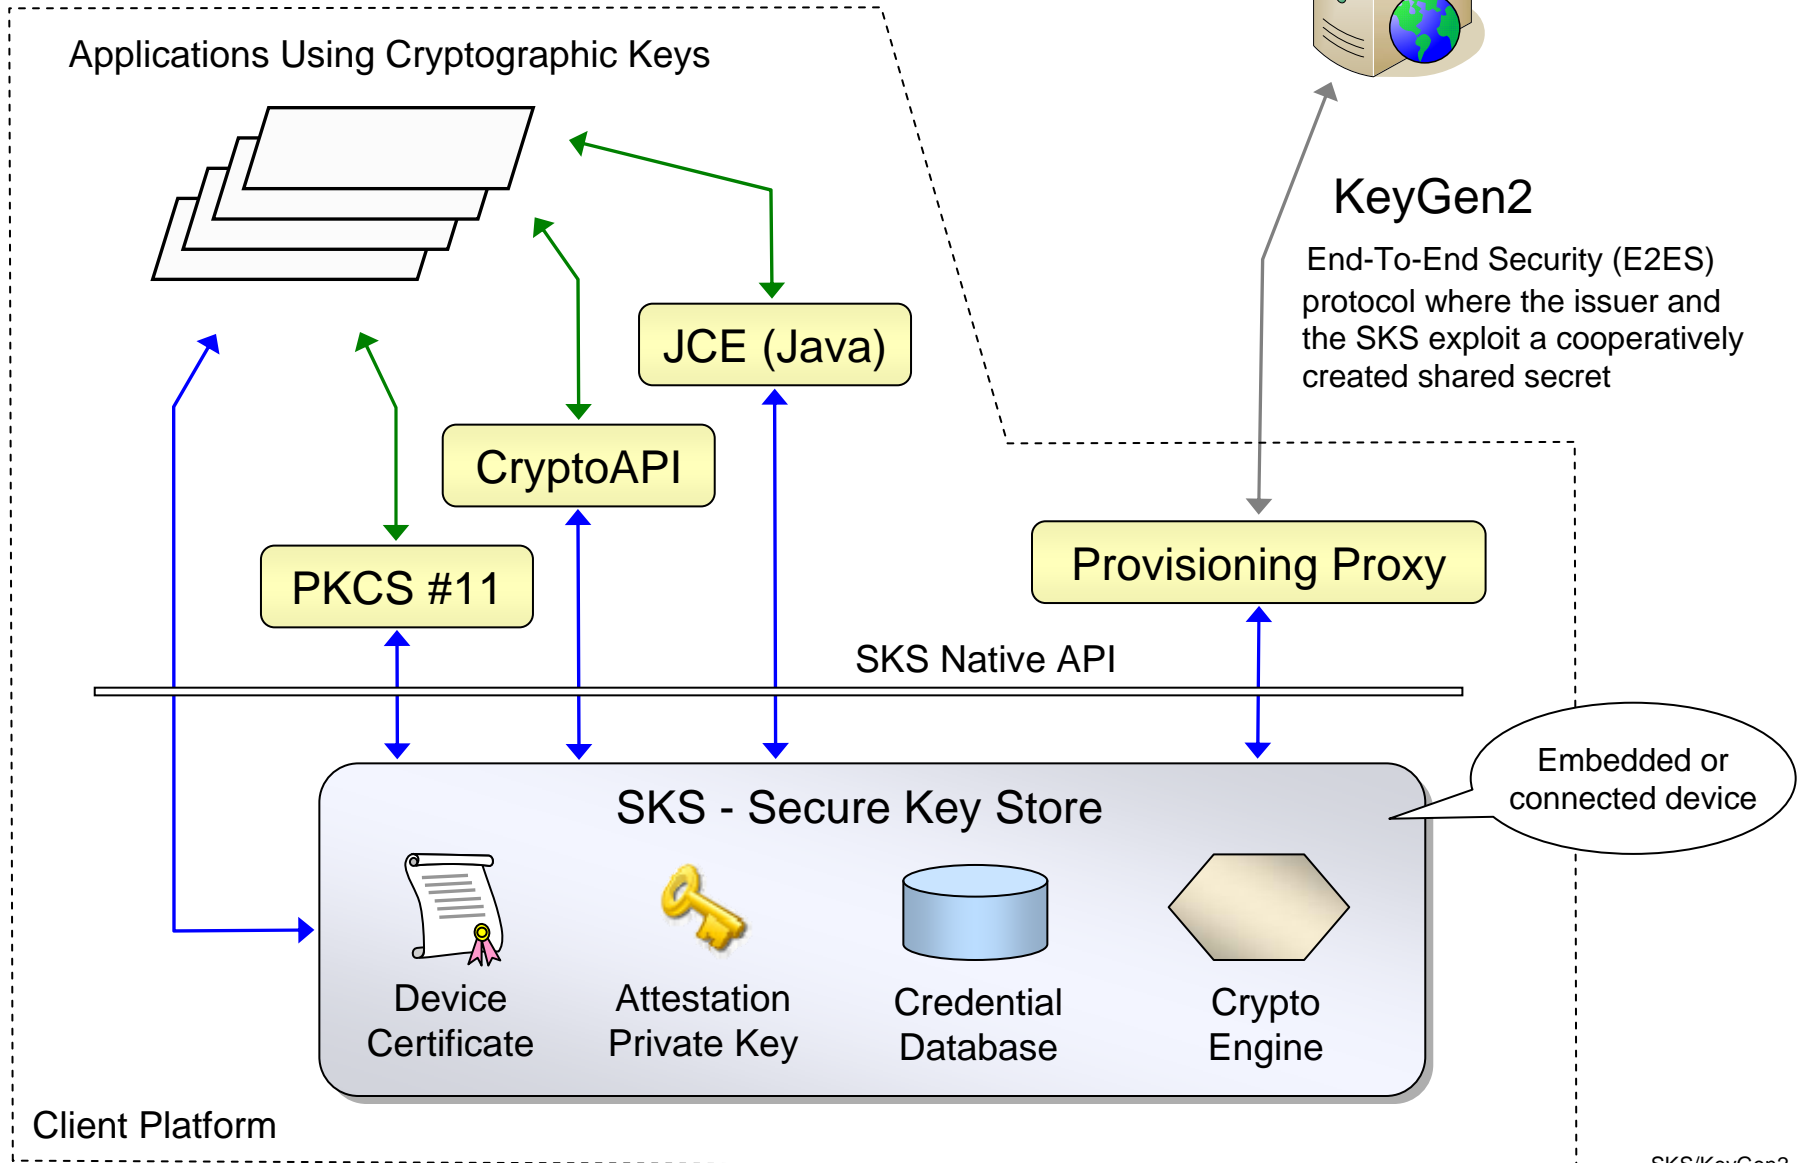 Applications Using Cryptographic Keys
KeyGen2
End-To-End Security (E2ES)
protocol where the issuer and
the SKS exploit a cooperatively
created shared secret
JCE (Java)
CryptoAPI
PKCS #11
Provisioning Proxy
SKS Native API
Embedded or
connected device
SKS - Secure Key Store
Device
Certificate
Attestation
Private Key
Credential
Database
Crypto
Engine
Client Platform
SKS/KeyGen2